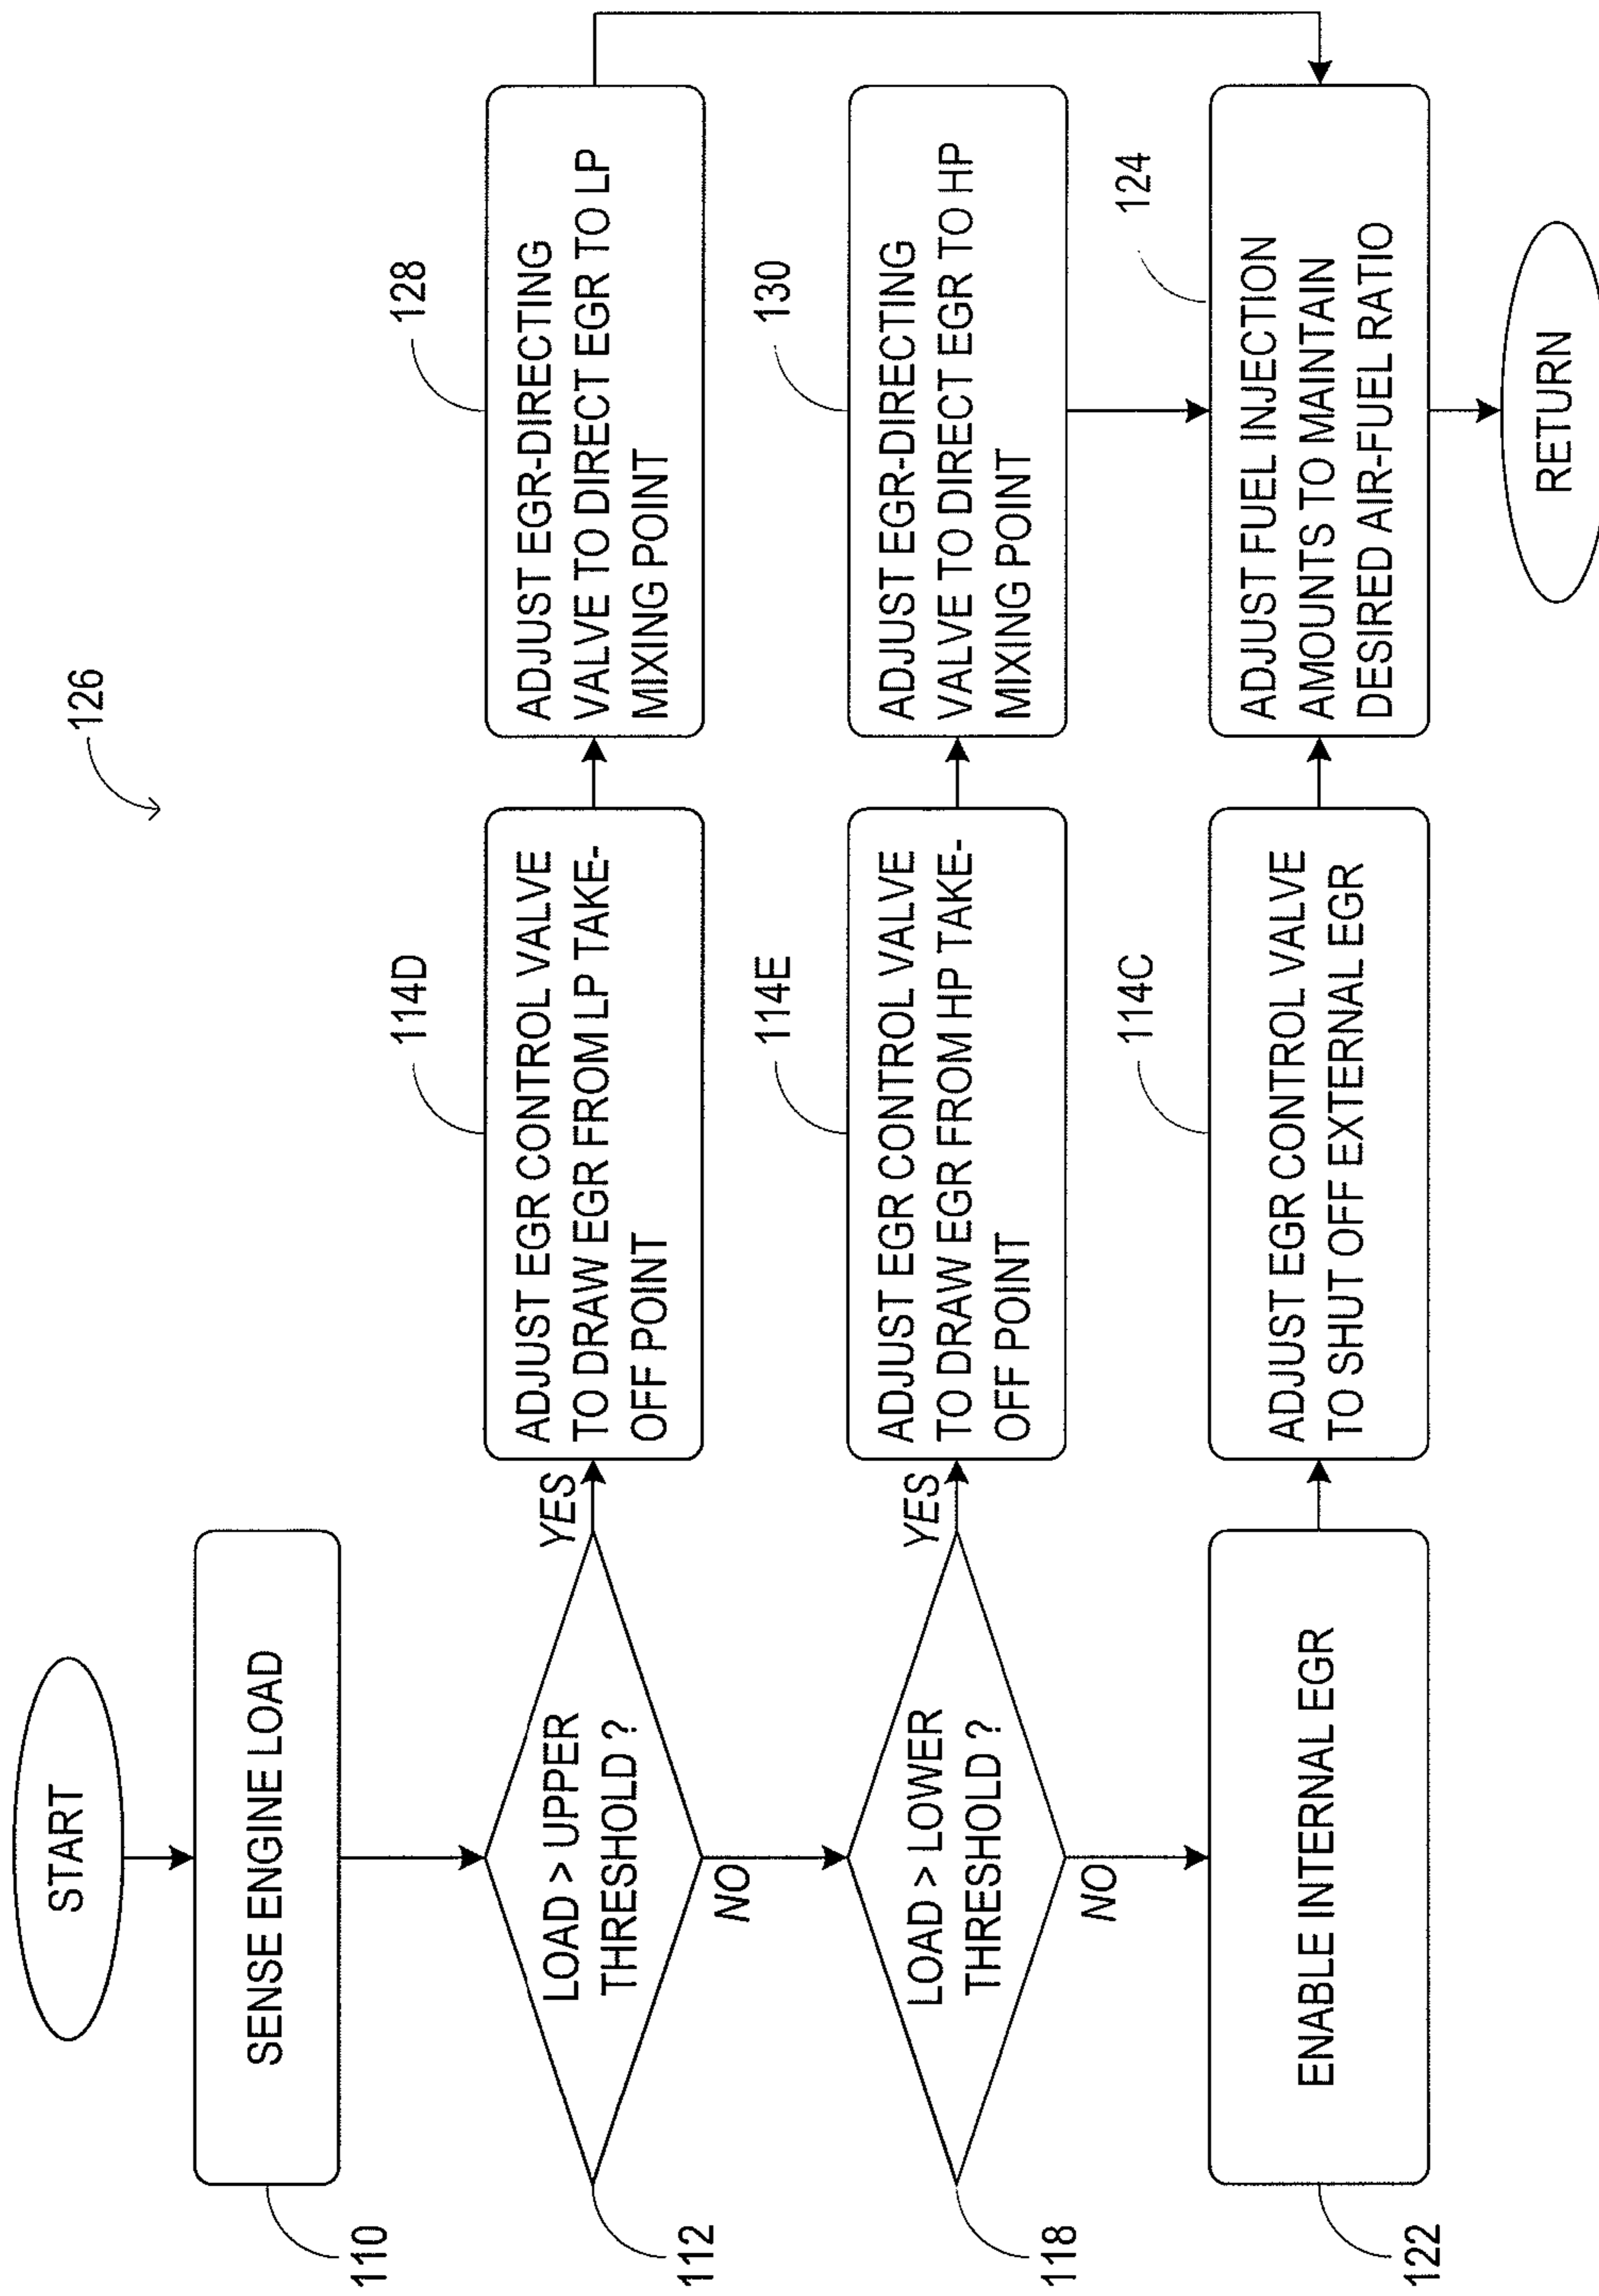 126
START
SENSE ENGINE LOAD
110
LOAD > UPPER
THRESHOLD ?
112
YES
NO
ADJUST EGR CONTROL VALVE
TO DRAW EGR FROM LP TAKE-
OFF POINT
114D
ADJUST EGR-DIRECTING
VALVE TO DIRECT EGR TO LP
MIXING POINT
128
LOAD > LOWER
THRESHOLD ?
118
YES
NO
ADJUST EGR CONTROL VALVE
TO DRAW EGR FROM HP TAKE-
OFF POINT
114E
ADJUST EGR-DIRECTING
VALVE TO DIRECT EGR TO HP
MIXING POINT
130
ENABLE INTERNAL EGR
122
ADJUST EGR CONTROL VALVE
TO SHUT OFF EXTERNAL EGR
114C
ADJUST FUEL INJECTION
AMOUNTS TO MAINTAIN
DESIRED AIR-FUEL RATIO
124
RETURN